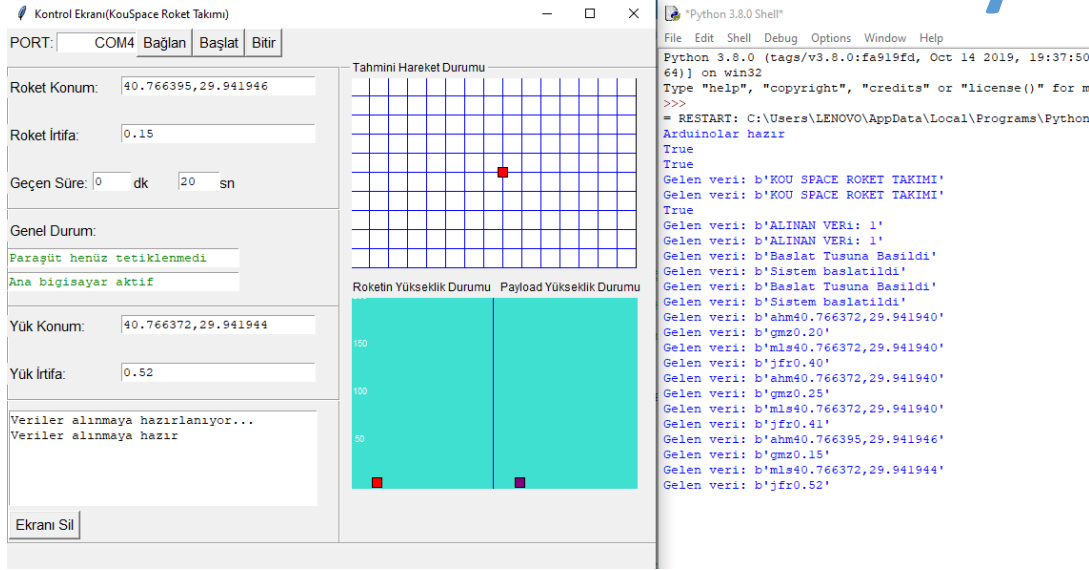 Kontrol Ekranı(KouSpace Roket Takımı)
PORT: COM4 Bağlan Başlat Bitir
Roket Konum: 40.766395,29.941946
Roket İrtifa: 0.15
Geçen Süre: 0 dk 20 sn
Genel Durum:
Paraşüt henüz tetiklenmedi
Ana bigisayar aktif
Yük Konum: 40.766372,29.941944
Yük İrtifa: 0.52
Veriler alınmaya hazırlanıyor...
Veriler alınmaya hazır
Ekranı Sil
Tahmini Hareket Durumu
Roketin Yükseklik Durumu Payload Yükseklik Durumu
150
100
50
*Python 3.8.0 Shell*
File Edit Shell Debug Options Window Help
Python 3.8.0 (tags/v3.8.0:fa919fd, Oct 14 2019, 19:37:50
64)] on win32
Type "help", "copyright", "credits" or "license()" for m
>>>
= RESTART: C:\Users\LENOVO\AppData\Local\Programs\Python
Arduinolar hazır
True
True
Gelen veri: b'KOU SPACE ROKET TAKIMI'
Gelen veri: b'KOU SPACE ROKET TAKIMI'
True
Gelen veri: b'ALINAN VERi: 1'
Gelen veri: b'ALINAN VERi: 1'
Gelen veri: b'Baslat Tusuna Basildi'
Gelen veri: b'Sistem baslatildi'
Gelen veri: b'Baslat Tusuna Basildi'
Gelen veri: b'Sistem baslatildi'
Gelen veri: b'ahm40.766372,29.941940'
Gelen veri: b'gmz0.20'
Gelen veri: b'mls40.766372,29.941940'
Gelen veri: b'jfr0.40'
Gelen veri: b'ahm40.766372,29.941940'
Gelen veri: b'gmz0.25'
Gelen veri: b'mls40.766372,29.941940'
Gelen veri: b'jfr0.41'
Gelen veri: b'ahm40.766395,29.941946'
Gelen veri: b'gmz0.15'
Gelen veri: b'mls40.766372,29.941944'
Gelen veri: b'jfr0.52'